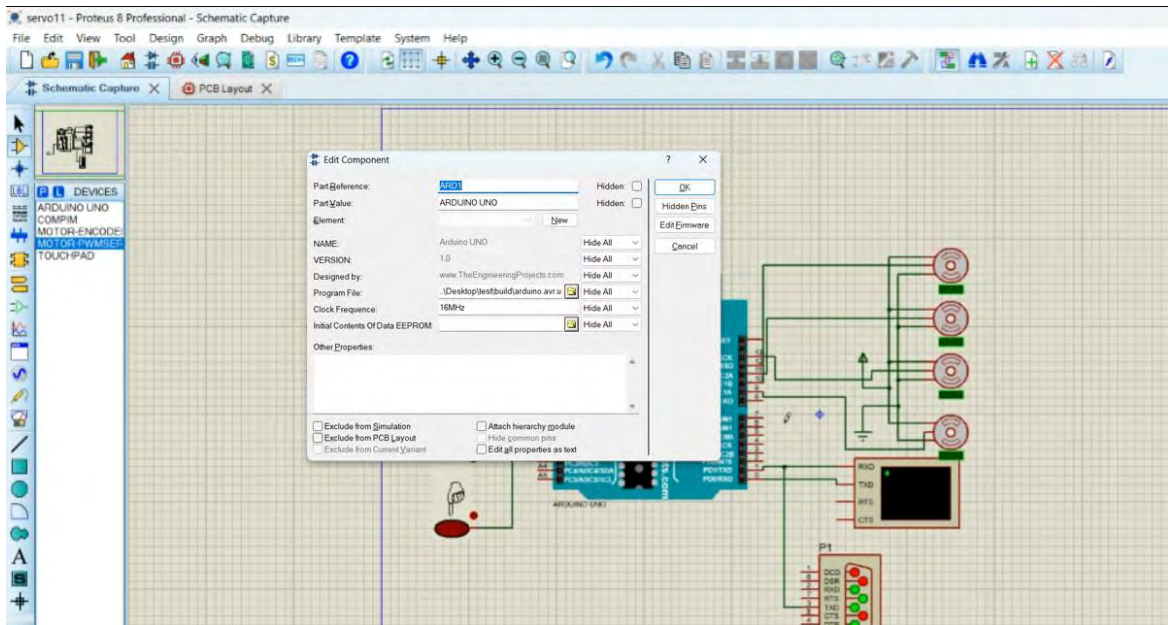 servo11 - Proteus 8 Professional - Schematic Capture
File Edit View Tool Design Graph Debug Library Template System Help
Schematic Capture PCB Layout
P L DEVICES
ARDUINO UNO
COMPIM
MOTOR-ENCODE
MOTOR-PWMSER
TOUCHPAD
LBL
A
S
Edit Component
Part Reference: ARD1 Hidden:
Part Value: ARDUINO UNO Hidden:
Element: New
NAME: Arduino UNO Hide All
VERSION: 1.0 Hide All
Designed by: www.TheEngineeringProjects.com Hide All
Program File: ..\Desktop\test\build\arduino.avr.u Hide All
Clock Frequence: 16MHz Hide All
Initial Contents Of Data EEPROM: Hide All
Other Properties:
Exclude from Simulation Attach hierarchy module
Exclude from PCB Layout Hide common pins
Exclude from Current Variant Edit all properties as text
OK
Hidden Pins
Edit Firmware
Cancel
ARDUINO UNO
RXD
TXD
RTS
CTS
P1
DCD
DSR
RXD
RTS
TXD
CTS